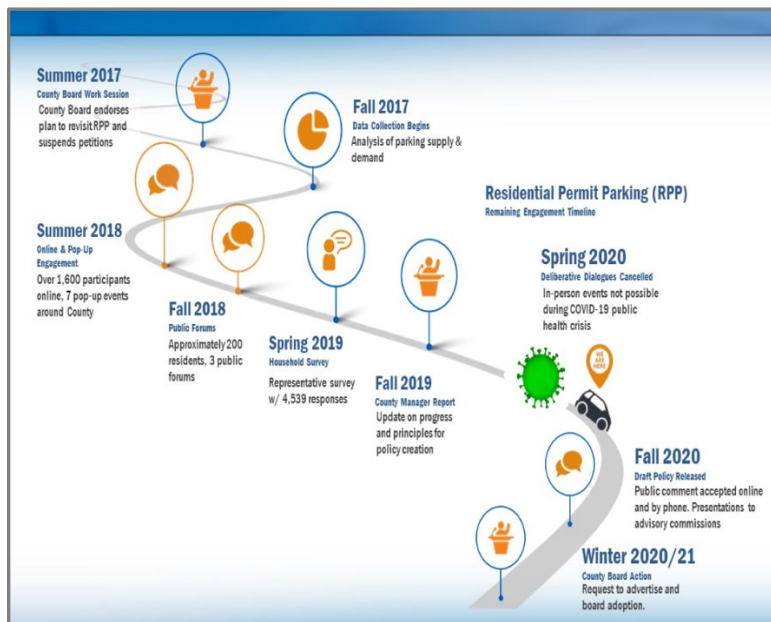 Summer 2017
County Board Work Session
County Board endorses
plan to revisit RPP and
suspends petitions
Fall 2017
Data Collection Begins
Analysis of parking supply &
demand
Residential Permit Parking (RPP)
Remaining Engagement Timeline
Summer 2018
Online & Pop-Up
Engagement
Over 1,600 participants
online, 7 pop-up events
around County
Fall 2018
Public Forums
Approximately 200
residents, 3 public
forums
Spring 2019
Household Survey
Representative survey
w/ 4,539 responses
Fall 2019
County Manager Report
Update on progress
and principles for
policy creation
Spring 2020
Deliberative Dialogues Cancelled
In-person events not possible
during COVID-19 public
health crisis
WE
ARE
HERE
Fall 2020
Draft Policy Released
Public comment accepted online
and by phone. Presentations to
advisory commissions
Winter 2020/21
County Board Action
Request to advertise and
board adoption.